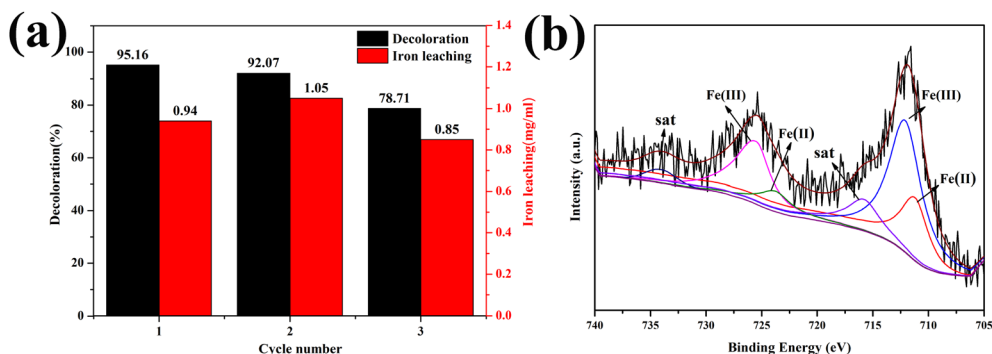 (a)
Decoloration
Iron leaching
95.16
92.07
78.71
0.94
1.05
0.85
100
80
60
40
20
0
Decoloration(%)
1.4
1.2
1.0
0.8
0.6
0.4
0.2
0.0
Iron leaching(mg/ml)
1 2 3
Cycle number
(b)
Fe(III)
Fe(III)
Fe(II)
sat
sat
Fe(II)
Intensity (a.u.)
740 735 730 725 720 715 710 705
Binding Energy (eV)